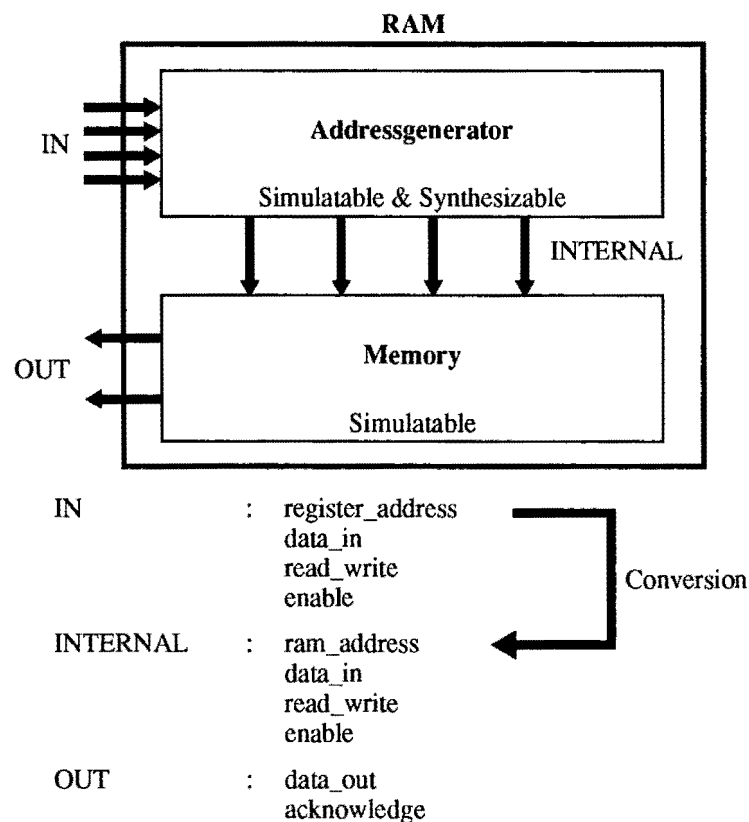 RAM
IN
Addressgenerator
Simulatable & Synthesizable
INTERNAL
OUT
Memory
Simulatable
IN : register_address
data_in
read_write
enable
Conversion
INTERNAL : ram_address
data_in
read_write
enable
OUT : data_out
acknowledge